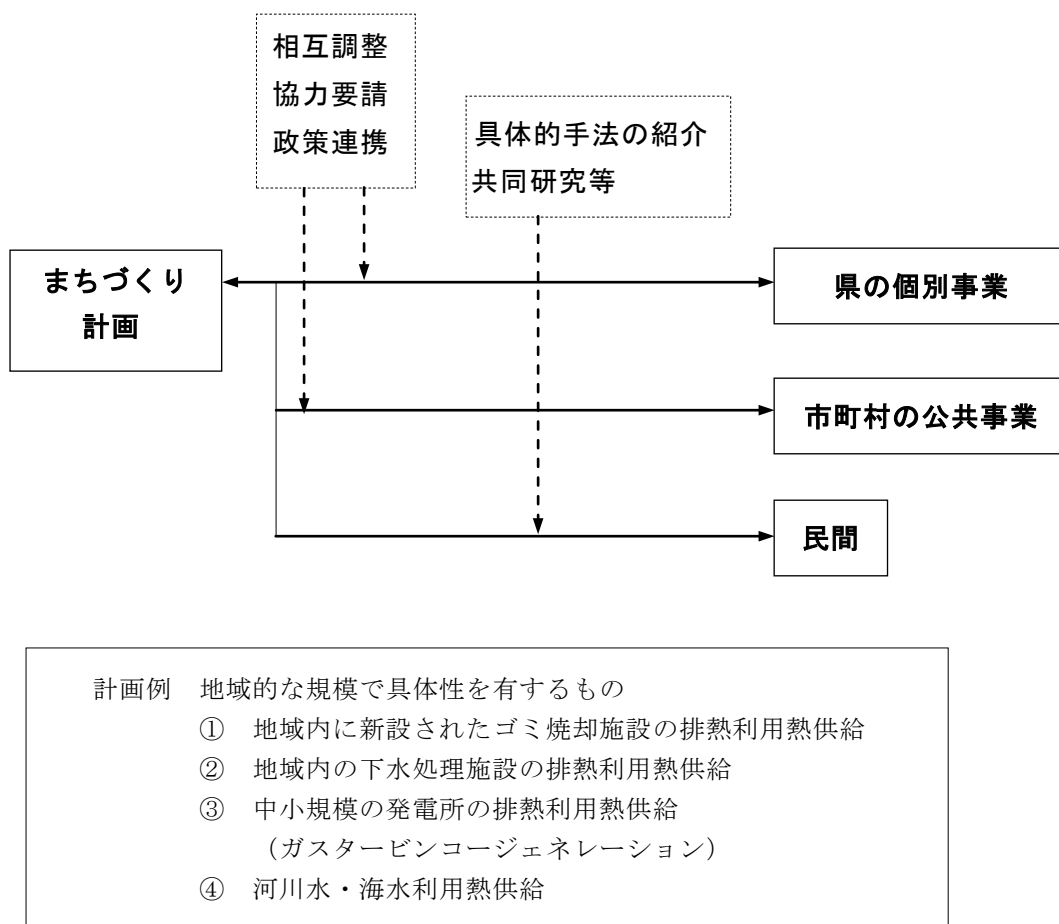 相互調整
協力要請
政策連携
具体的手法の紹介
共同研究等
まちづくり
計画
県の個別事業
市町村の公共事業
民間
計画例　地域的な規模で具体性を有するもの
①　地域内に新設されたゴミ焼却施設の排熱利用熱供給
②　地域内の下水処理施設の排熱利用熱供給
③　中小規模の発電所の排熱利用熱供給
（ガスタービンコージェネレーション）
④　河川水・海水利用熱供給